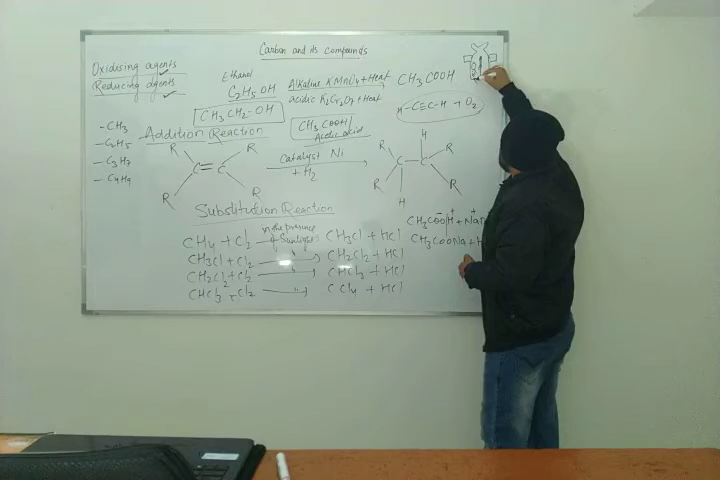 Carbon and its compounds
Oxidising agents ✓
Reducing agents ✓
Ethanol
C2H5OH
CH3CH2-OH
Alkaline KMnO4+Heat
acidic K2Cr2O7+Heat
CH3COOH
CH3COOH/
Acetic acid
H-C≡C-H + O2
-CH3
-C2H5
-C3H7
-C4H9
Addition Reaction
R R
C=C
R R
Catalyst Ni
+H2
H
R R
C-C
R R
H
Substitution Reaction
CH4+Cl2 in the presence of Sunlight CH3Cl + HCl
CH3Cl+Cl2 → CH2Cl2 + HCl
CH2Cl2+Cl2 → CHCl3 + HCl
CHCl3+Cl2 → CCl4 + HCl
CH3COO⁻H⁺ + Na⁺
CH3COONa + H